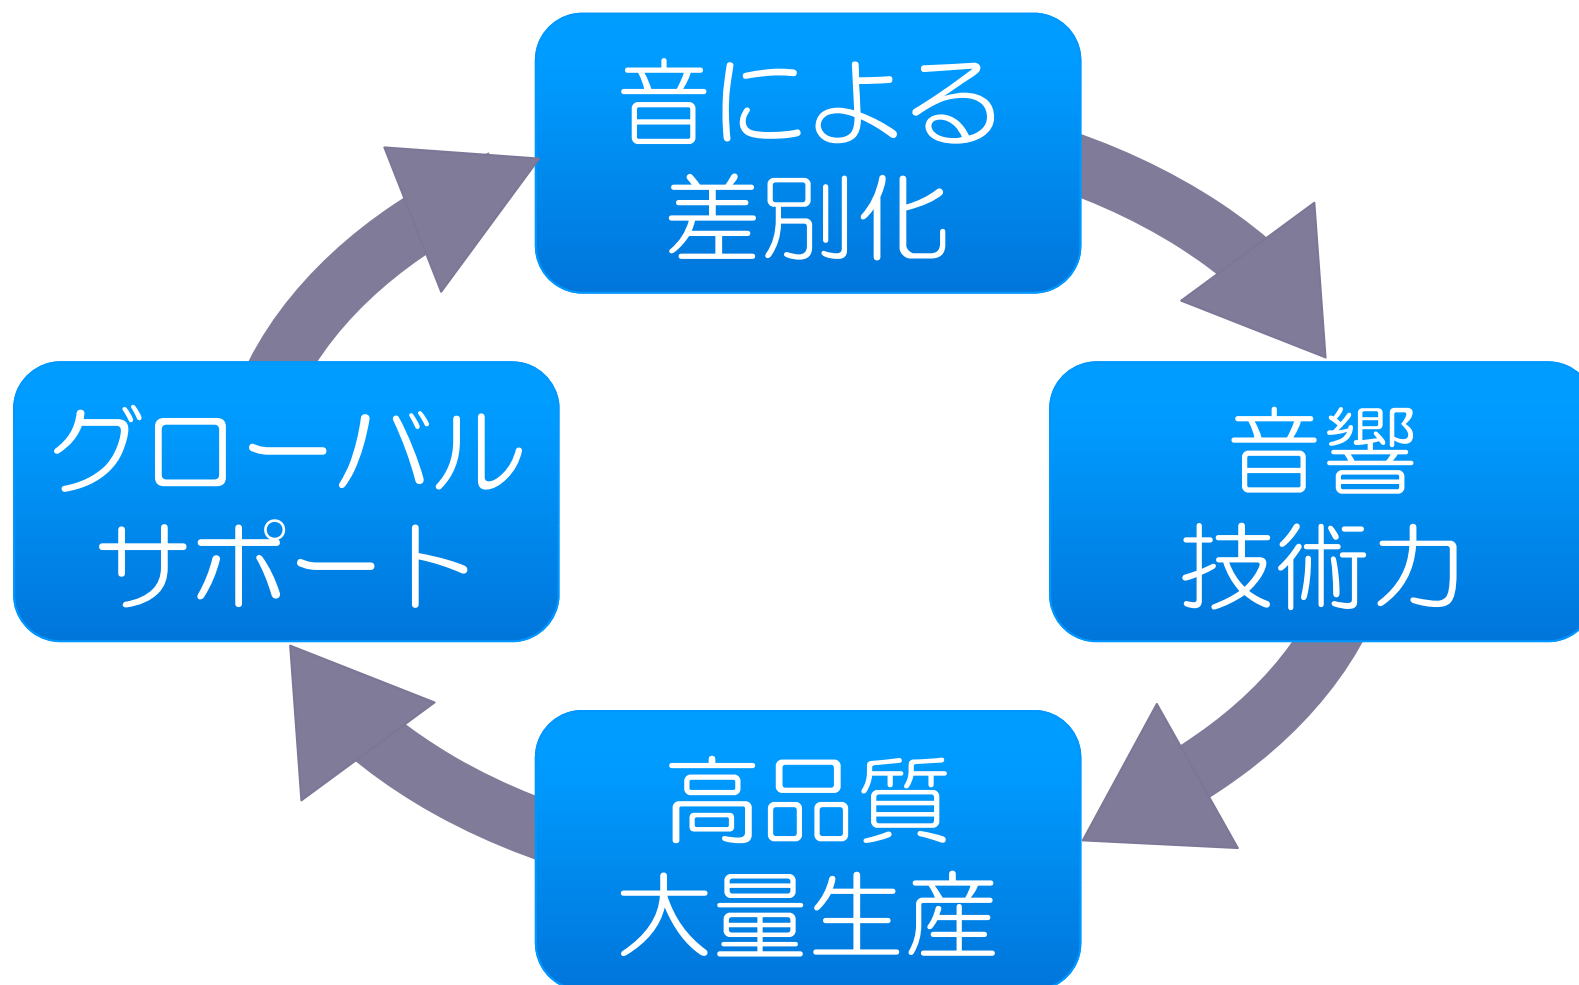 音による
差別化
グローバル
サポート
音響
技術力
高品質
大量生産